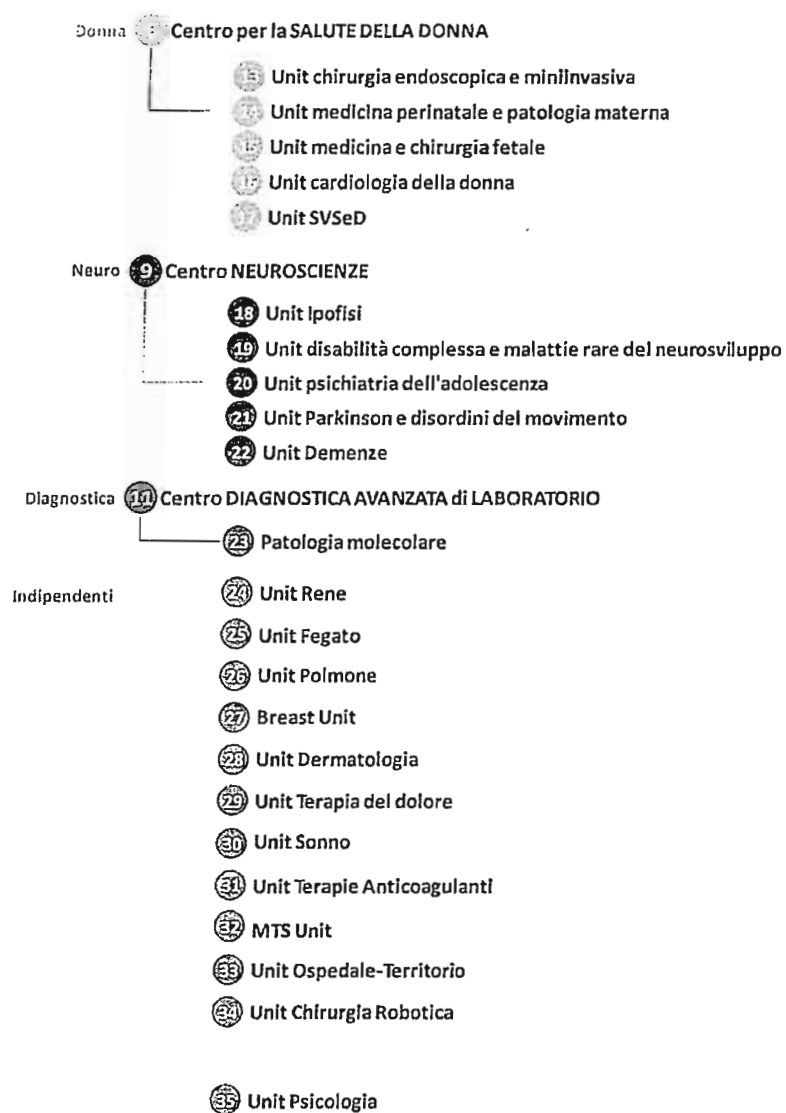 Donna Centro per la SALUTE DELLA DONNA
Unit chirurgia endoscopica e miniinvasiva
Unit medicina perinatale e patologia materna
Unit medicina e chirurgia fetale
Unit cardiologia della donna
17 Unit SVSeD
Neuro 9 Centro NEUROSCIENZE
18 Unit Ipofisi
19 Unit disabilità complessa e malattie rare del neurosviluppo
20 Unit psichiatria dell'adolescenza
21 Unit Parkinson e disordini del movimento
22 Unit Demenze
Diagnostica 11 Centro DIAGNOSTICA AVANZATA di LABORATORIO
23 Patologia molecolare
Indipendenti 24 Unit Rene
25 Unit Fegato
26 Unit Polmone
27 Breast Unit
28 Unit Dermatologia
29 Unit Terapia del dolore
30 Unit Sonno
31 Unit Terapie Anticoagulanti
32 MTS Unit
33 Unit Ospedale-Territorio
34 Unit Chirurgia Robotica
35 Unit Psicologia